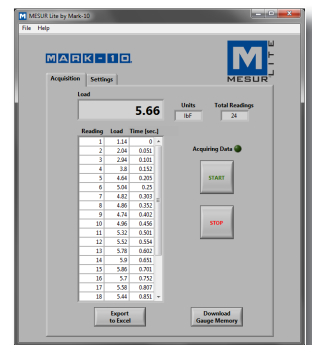 MESUR Lite by Mark-10
File Help
MARK-10
M
MESUR
LITE
Acquisition Settings
Load
5.66
Units
lbF
Total Readings
24
Reading Load Time (sec.)
1 1.14 0
2 2.04 0.051
3 2.94 0.101
4 3.8 0.152
5 4.64 0.205
6 5.04 0.25
7 4.82 0.303
8 4.86 0.352
9 4.74 0.402
10 4.96 0.456
11 5.32 0.501
12 5.52 0.554
13 5.78 0.602
14 5.9 0.651
15 5.86 0.701
16 5.7 0.752
17 5.58 0.807
18 5.44 0.851
Acquiring Data
START
STOP
Export
to Excel
Download
Gauge Memory